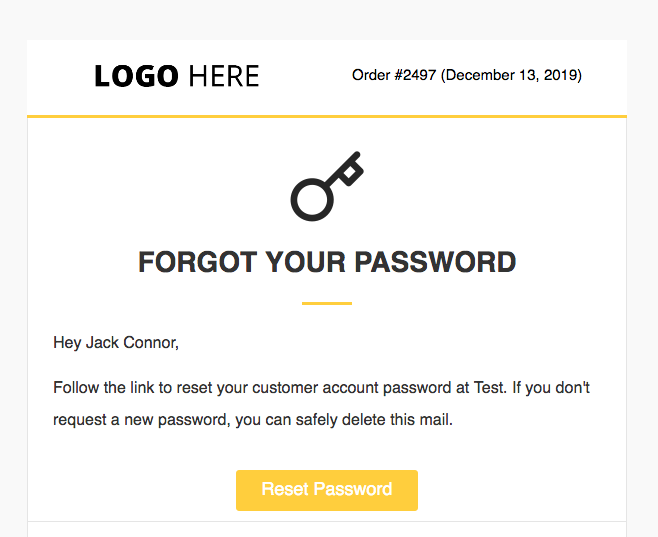 LOGO HERE
Order #2497 (December 13, 2019)
FORGOT YOUR PASSWORD
Hey Jack Connor,
Follow the link to reset your customer account password at Test. If you don't
request a new password, you can safely delete this mail.
Reset Password